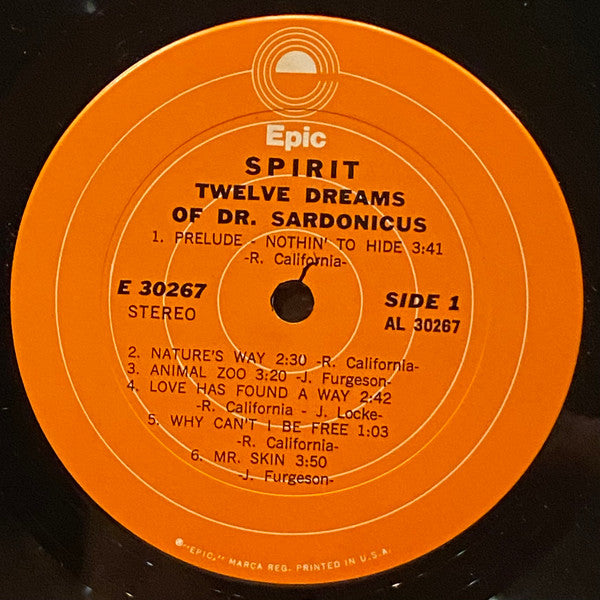 Epic
SPIRIT
TWELVE DREAMS
OF DR. SARDONICUS
1. PRELUDE - NOTHIN' TO HIDE 3:41
-R. California-
E 30267
STEREO
SIDE 1
AL 30267
2. NATURE'S WAY 2:30 -R. California-
3. ANIMAL ZOO 3:20 -J. Furgeson-
4. LOVE HAS FOUND A WAY 2:42
-R. California - J. Locke-
5. WHY CAN'T I BE FREE 1:03
-R. California-
6. MR. SKIN 3:50
-J. Furgeson-
℗"EPIC," MARCA REG. PRINTED IN U.S.A.